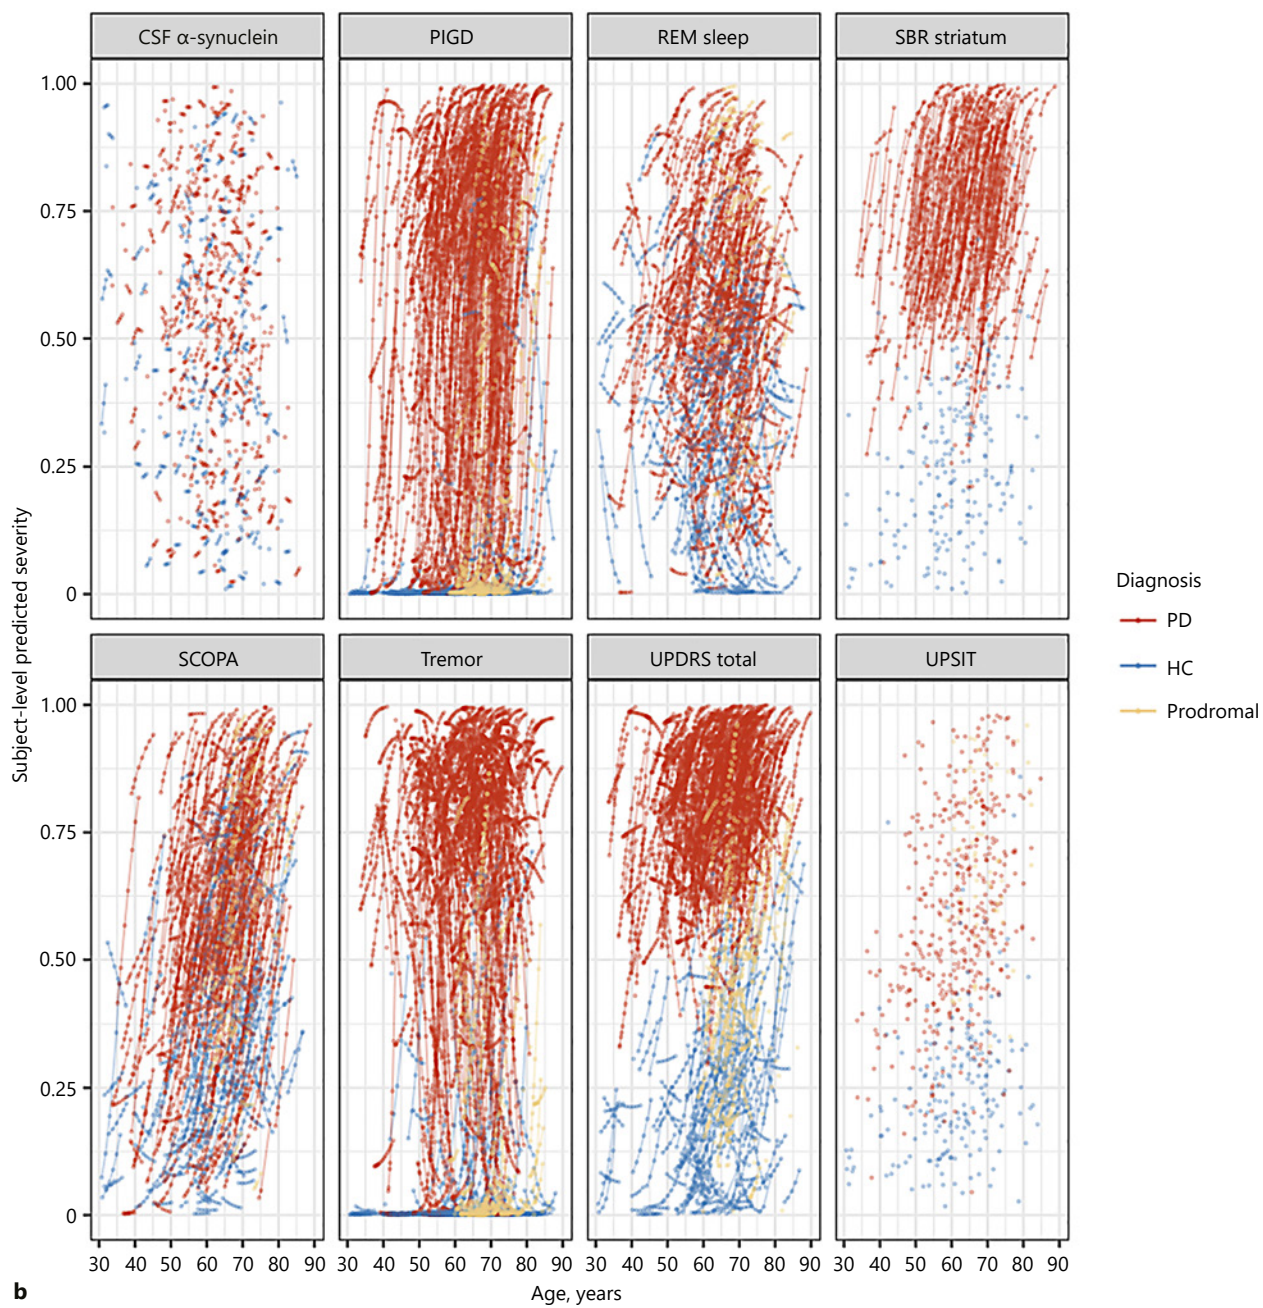 CSF α-synuclein PIGD REM sleep SBR striatum
1.00
0.75
0.50
0.25
0
Subject-level predicted severity
Diagnosis
PD
HC
Prodromal
SCOPA Tremor UPDRS total UPSIT
1.00
0.75
0.50
0.25
0
30 40 50 60 70 80 90 30 40 50 60 70 80 90 30 40 50 60 70 80 90 30 40 50 60 70 80 90
b Age, years